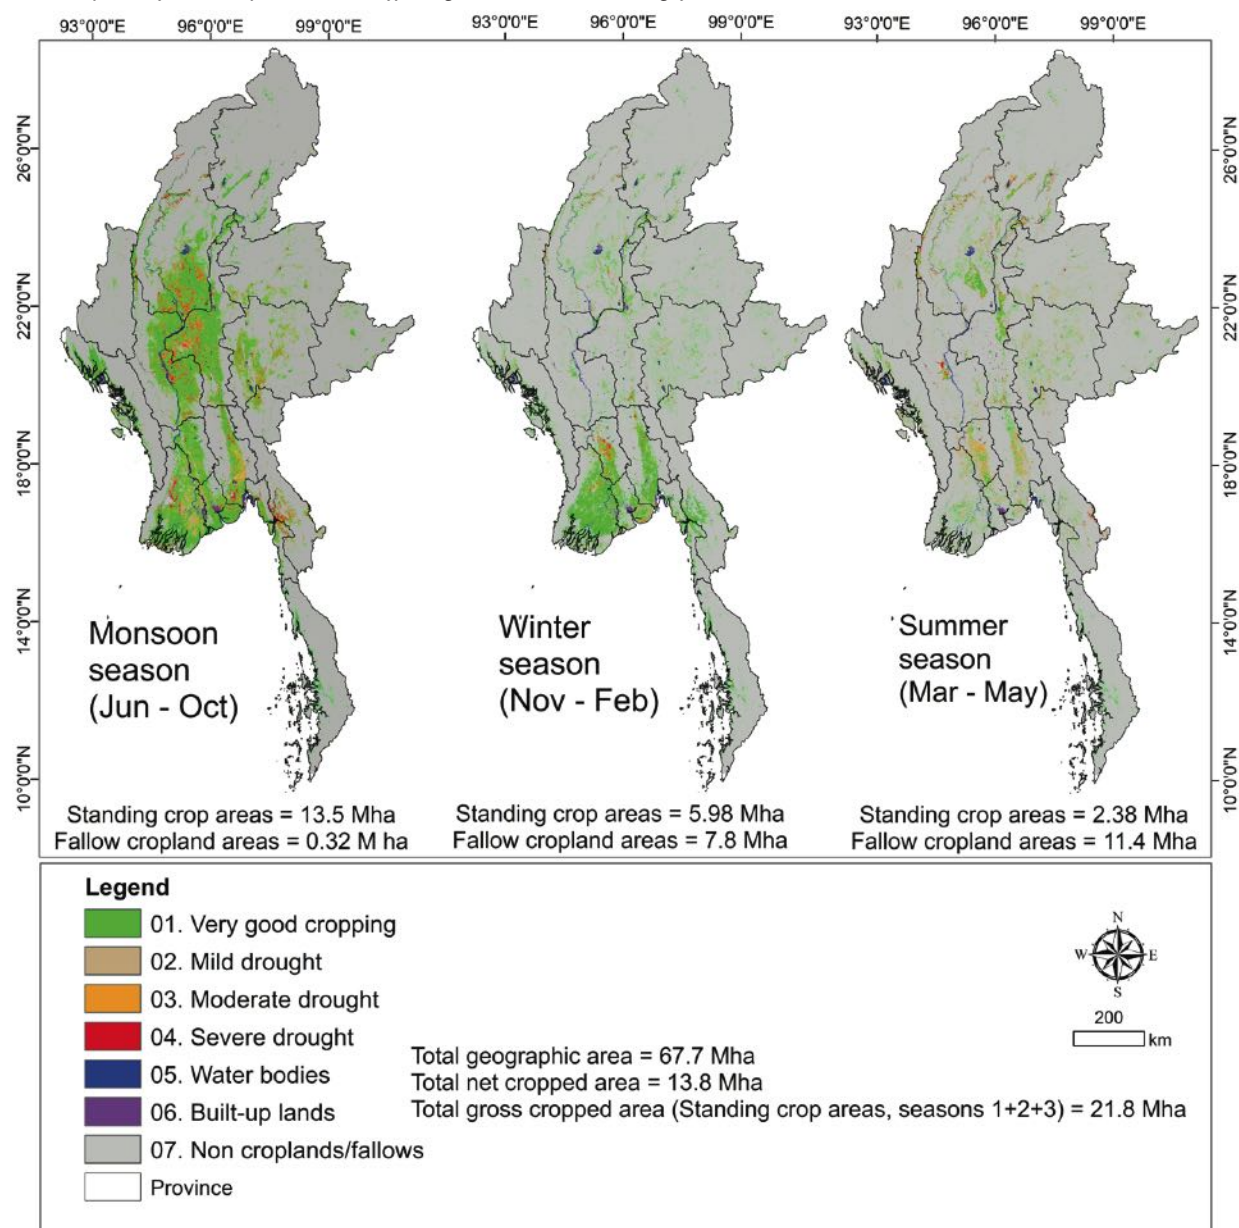 93°0'0"E 96°0'0"E 99°0'0"E 93°0'0"E 96°0'0"E 99°0'0"E 93°0'0"E 96°0'0"E 99°0'0"E
26°0'0"N 26°0'0"N
22°0'0"N 22°0'0"N
18°0'0"N 18°0'0"N
14°0'0"N 14°0'0"N
10°0'0"N 10°0'0"N
Monsoon
season
(Jun - Oct)
Winter
season
(Nov - Feb)
Summer
season
(Mar - May)
Standing crop areas = 13.5 Mha
Fallow cropland areas = 0.32 M ha
Standing crop areas = 5.98 Mha
Fallow cropland areas = 7.8 Mha
Standing crop areas = 2.38 Mha
Fallow cropland areas = 11.4 Mha
Legend
01. Very good cropping
02. Mild drought
03. Moderate drought
04. Severe drought
05. Water bodies
06. Built-up lands
07. Non croplands/fallows
Province
Total geographic area = 67.7 Mha
Total net cropped area = 13.8 Mha
Total gross cropped area (Standing crop areas, seasons 1+2+3) = 21.8 Mha
N
W E
S
200
km